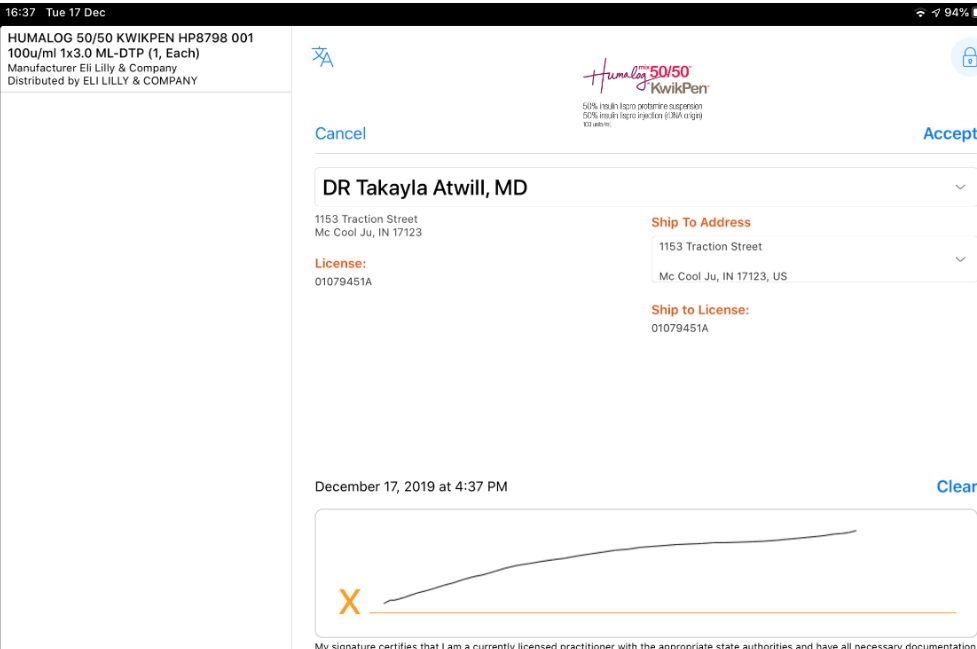 16:37 Tue 17 Dec
94%
HUMALOG 50/50 KWIKPEN HP8798 001
100u/ml 1x3.0 ML-DTP (1, Each)
Manufacturer Eli Lilly & Company
Distributed by ELI LILLY & COMPANY
Humalog mix 50/50
KwikPen
50% insulin lispro protamine suspension
50% insulin lispro injection (rDNA origin)
100 units/mL
Cancel
Accept
DR Takayla Atwill, MD
1153 Traction Street
Mc Cool Ju, IN 17123
License:
01079451A
Ship To Address
1153 Traction Street
Mc Cool Ju, IN 17123, US
Ship to License:
01079451A
December 17, 2019 at 4:37 PM
Clear
X
My signature certifies that I am a currently licensed practitioner with the appropriate state authorities and have all necessary documentation